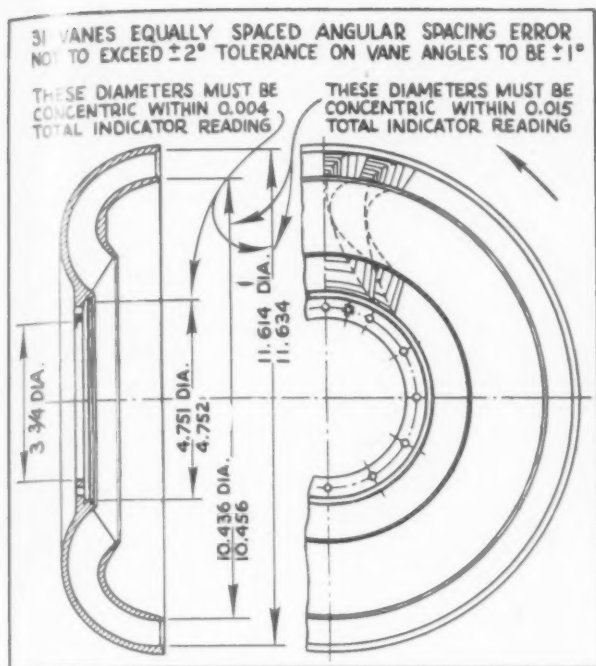 31 VANES EQUALLY SPACED ANGULAR SPACING ERROR
NOT TO EXCEED ±2° TOLERANCE ON VANE ANGLES TO BE ±1°
THESE DIAMETERS MUST BE
CONCENTRIC WITHIN 0.004
TOTAL INDICATOR READING
THESE DIAMETERS MUST BE
CONCENTRIC WITHIN 0.015
TOTAL INDICATOR READING
3 3/4 DIA.
4.751 DIA.
4.752
10.436 DIA.
10.456
11.614 DIA.
11.634